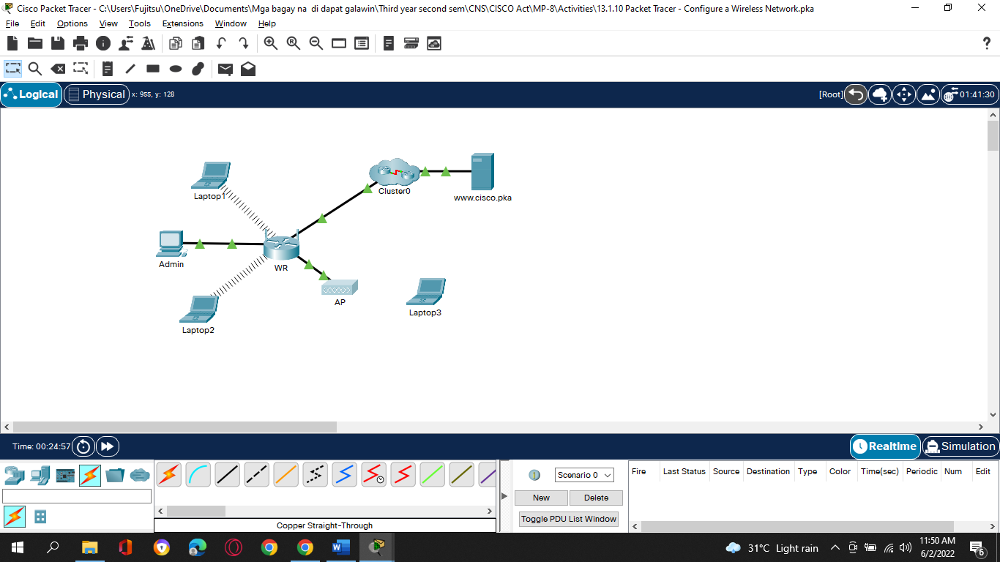 Cisco Packet Tracer - C:\Users\Fujitsu\OneDrive\Documents\Mga bagay na  di dapat galawin\Third year second sem\CNS\CISCO Act\MP-8\Activities\13.1.10 Packet Tracer - Configure a Wireless Network.pka
File Edit Options View Tools Extensions Window Help
Logical Physical x: 955, y: 128 [Root] 01:41:30
Laptop1
Cluster0
www.cisco.pka
Admin
WR
AP
Laptop3
Laptop2
Time: 00:24:57 Realtime Simulation
Scenario 0
New Delete
Toggle PDU List Window
Fire Last Status Source Destination Type Color Time(sec) Periodic Num Edit
Copper Straight-Through
31°C Light rain
11:50 AM
6/2/2022
6